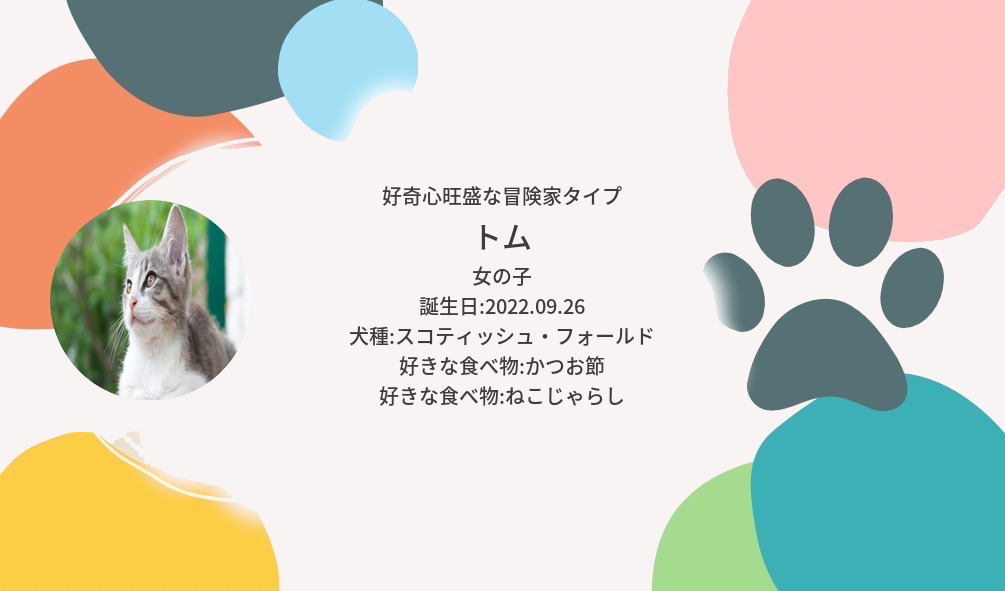 好奇心旺盛な冒険家タイプ
トム
女の子
誕生日:2022.09.26
犬種:スコティッシュ・フォールド
好きな食べ物:かつお節
好きな食べ物:ねこじゃらし